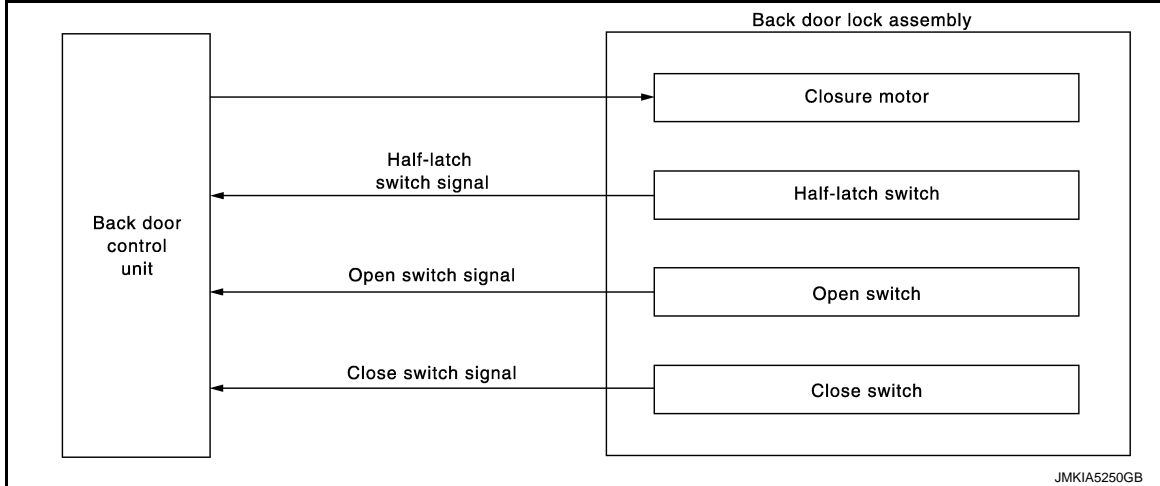 Back door lock assembly
Closure motor
Half-latch
switch signal
Half-latch switch
Back door
control
unit
Open switch signal
Open switch
Close switch signal
Close switch
JMKIA5250GB